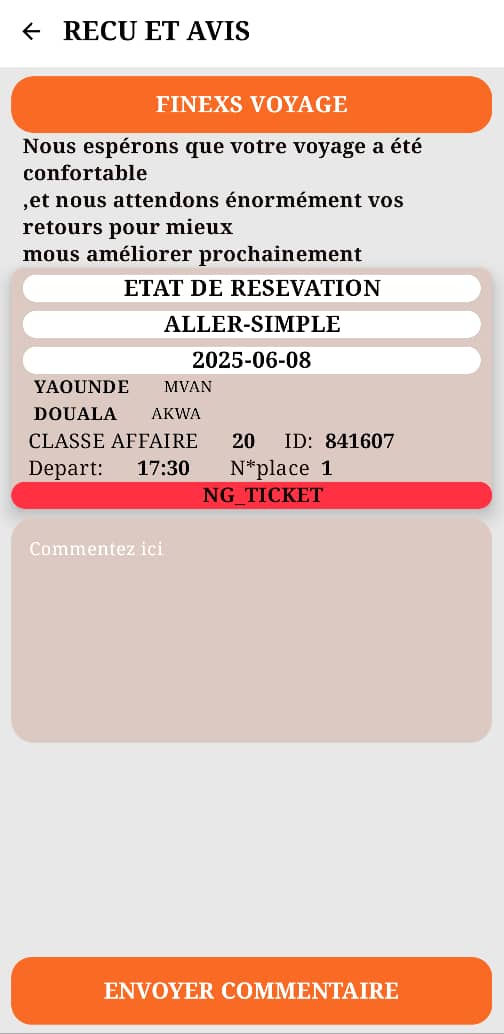 RECU ET AVIS
FINEXS VOYAGE
Nous espérons que votre voyage a été
confortable
,et nous attendons énormément vos
retours pour mieux
mous améliorer prochainement
ETAT DE RESEVATION
ALLER-SIMPLE
2025-06-08
YAOUNDE MVAN
DOUALA AKWA
CLASSE AFFAIRE 20 ID: 841607
Depart: 17:30 N*place 1
NG_TICKET
Commentez ici
ENVOYER COMMENTAIRE